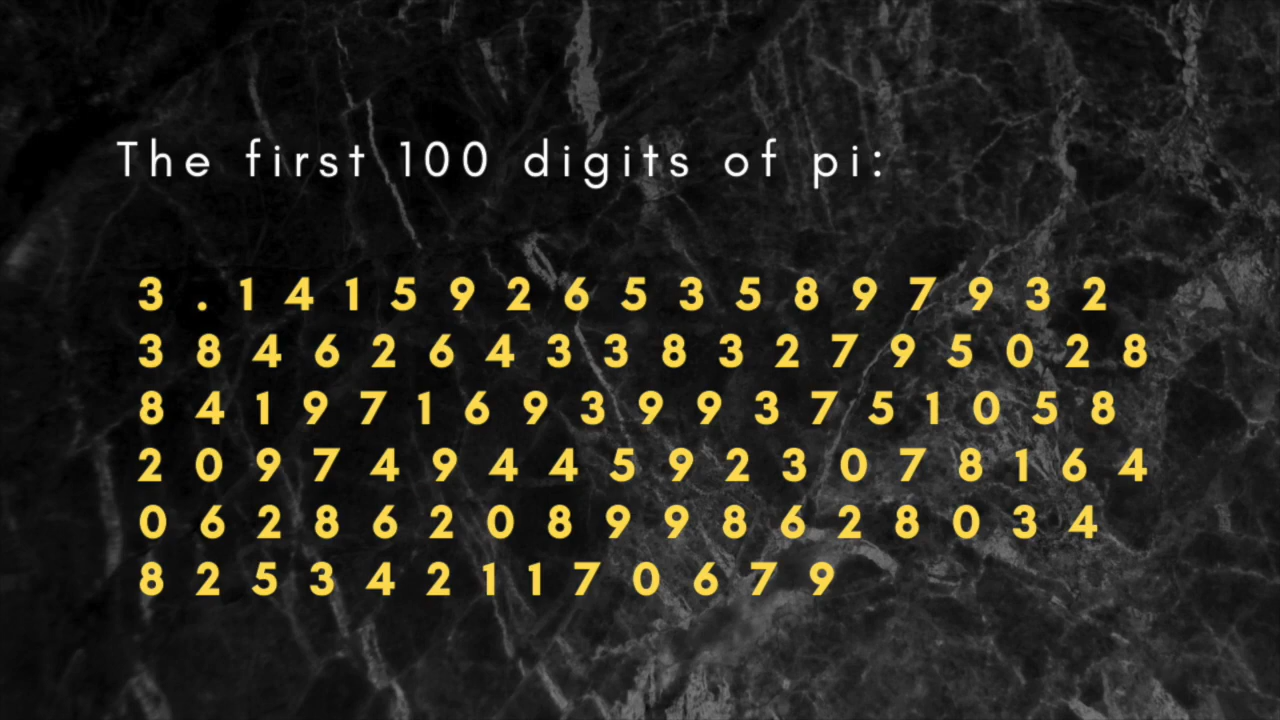 The first 100 digits of pi:
3 . 1 4 1 5 9 2 6 5 3 5 8 9 7 9 3 2
3 8 4 6 2 6 4 3 3 8 3 2 7 9 5 0 2 8
8 4 1 9 7 1 6 9 3 9 9 3 7 5 1 0 5 8
2 0 9 7 4 9 4 4 5 9 2 3 0 7 8 1 6 4
0 6 2 8 6 2 0 8 9 9 8 6 2 8 0 3 4
8 2 5 3 4 2 1 1 7 0 6 7 9